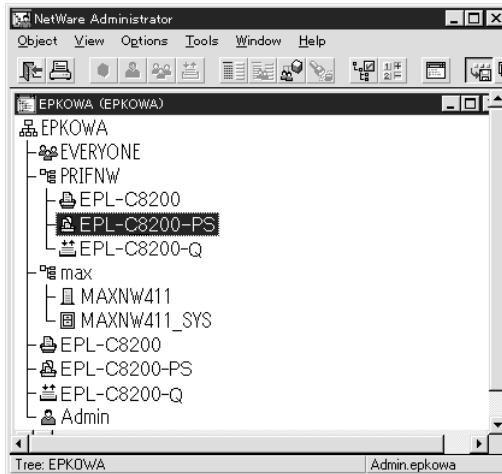 NetWare Administrator
Object View Options Tools Window Help
EPKOWA (EPKOWA)
EPKOWA
EVERYONE
PRIFNW
EPL-C8200
EPL-C8200-PS
EPL-C8200-Q
max
MAXNW411
MAXNW411_SYS
EPL-C8200
EPL-C8200-PS
EPL-C8200-Q
Admin
Tree: EPKOWA Admin.epkowa